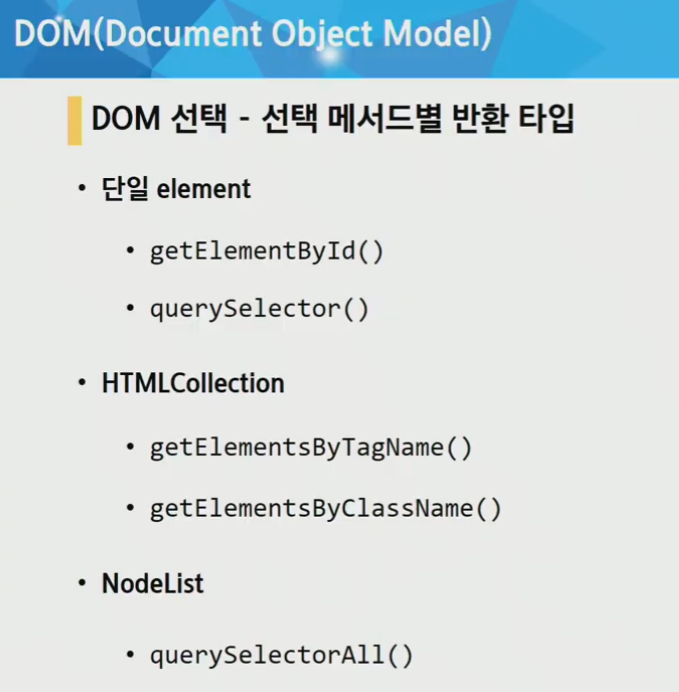 DOM(Document Object Model)
DOM 선택 - 선택 메서드별 반환 타입
• 단일 element
• getElementById()
• querySelector()
• HTMLCollection
• getElementsByTagName()
• getElementsByClassName()
• NodeList
• querySelectorAll()